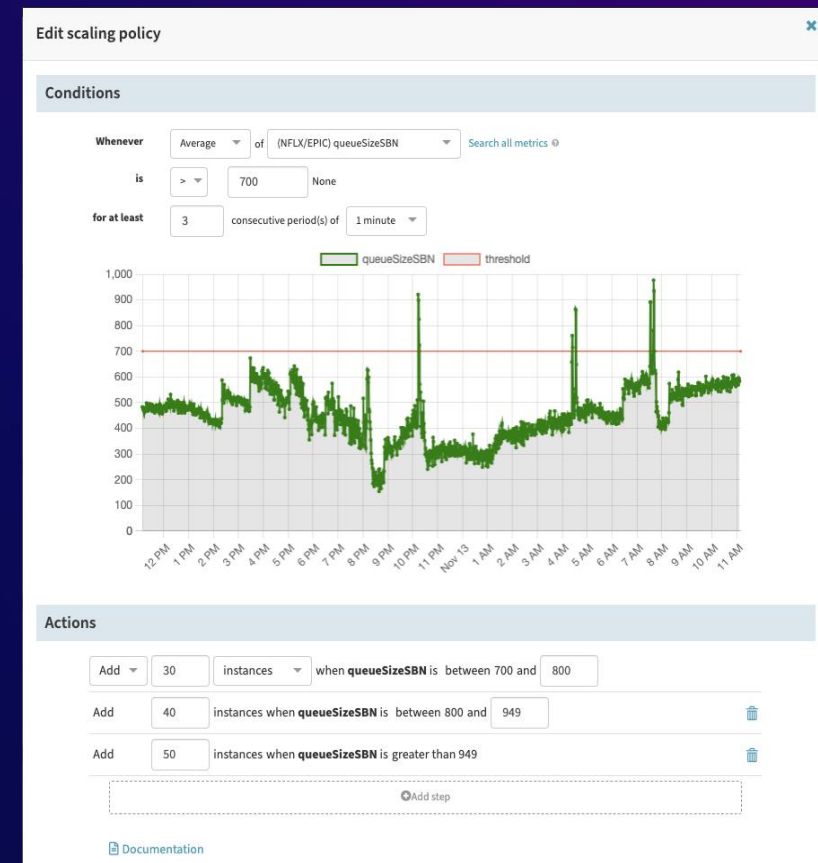 Edit scaling policy
Conditions
Whenever Average of (NFLX/EPIC) queueSizeSBN Search all metrics
is > 700 None
for at least 3 consecutive period(s) of 1 minute
queueSizeSBN threshold
1,000
900
800
700
600
500
400
300
200
100
0
12 PM 1 PM 2 PM 3 PM 4 PM 5 PM 6 PM 7 PM 8 PM 9 PM 10 PM 11 PM Nov 13 1 AM 2 AM 3 AM 4 AM 5 AM 6 AM 7 AM 8 AM 9 AM 10 AM 11 AM
Actions
Add 30 instances when queueSizeSBN is between 700 and 800
Add 40 instances when queueSizeSBN is between 800 and 949
Add 50 instances when queueSizeSBN is greater than 949
Add step
Documentation